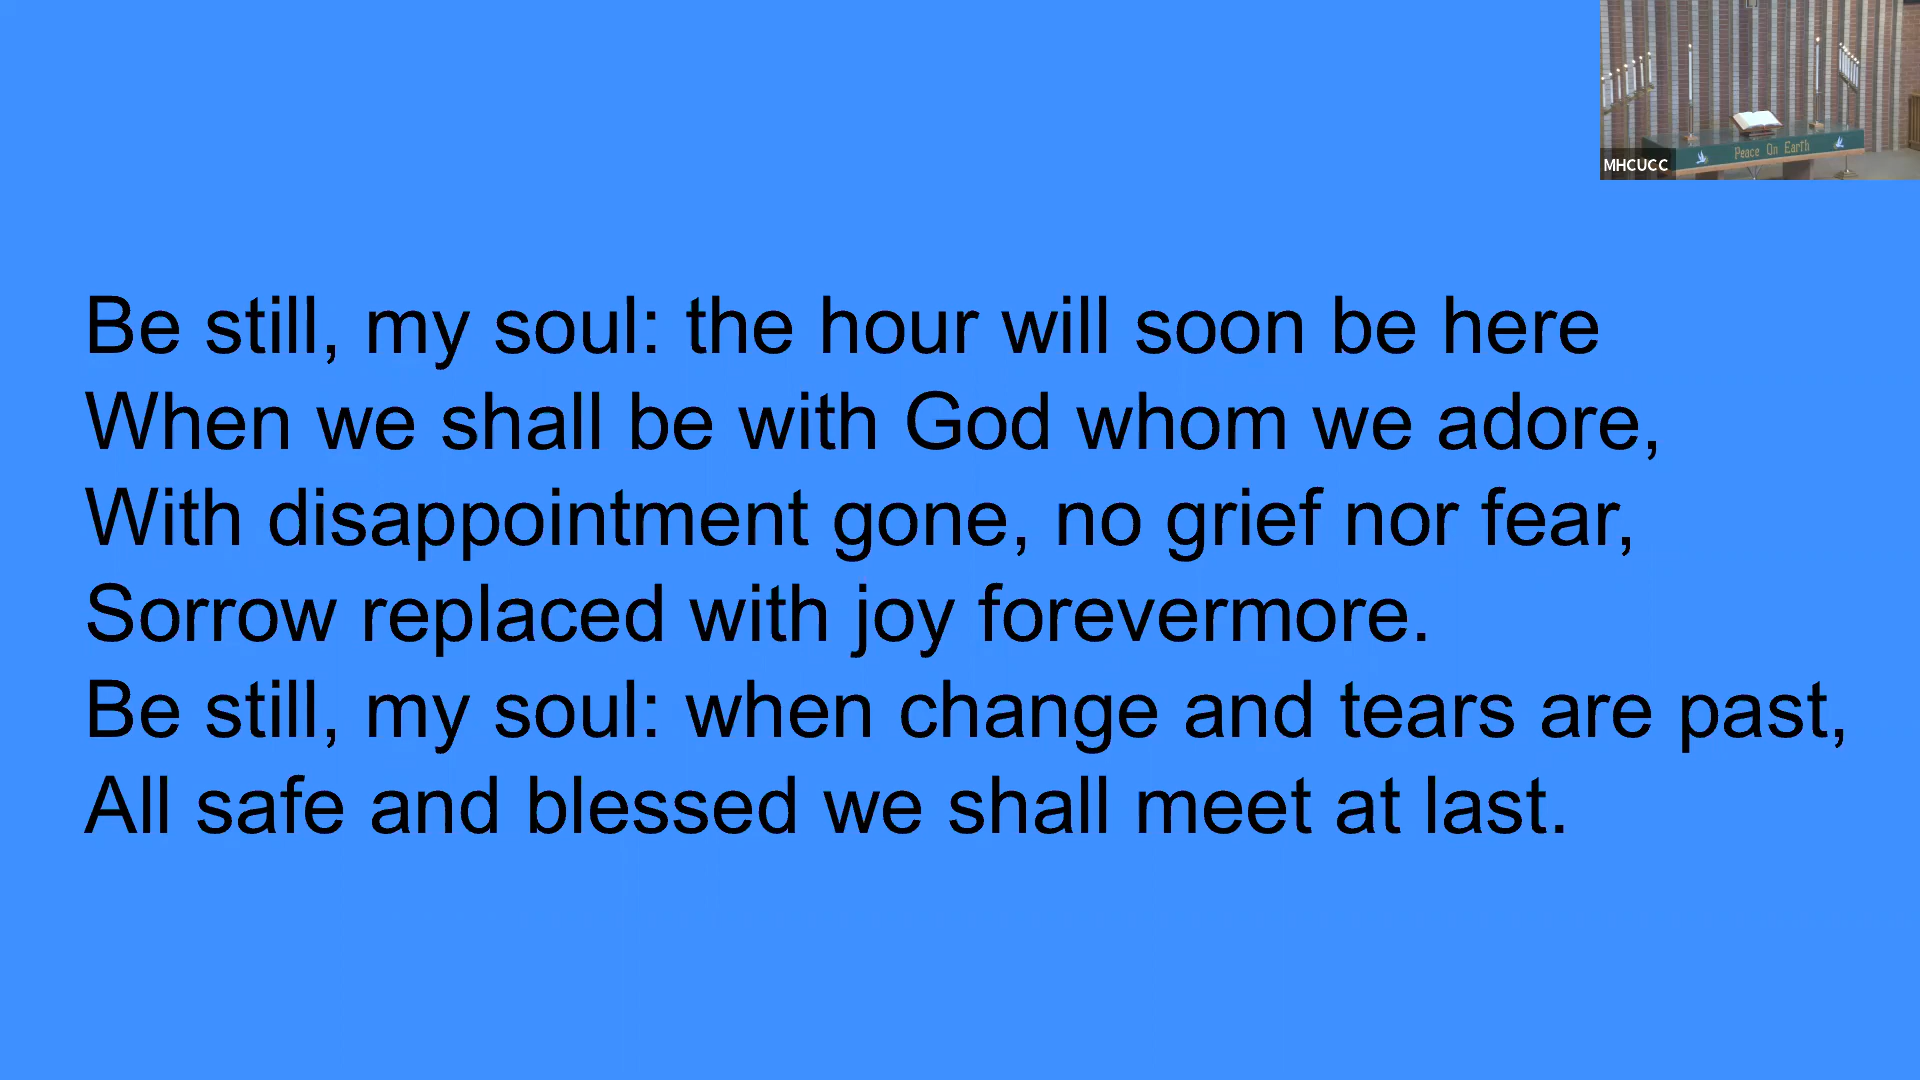 MHCUCC
Peace On Earth
Be still, my soul: the hour will soon be here
When we shall be with God whom we adore,
With disappointment gone, no grief nor fear,
Sorrow replaced with joy forevermore.
Be still, my soul: when change and tears are past,
All safe and blessed we shall meet at last.